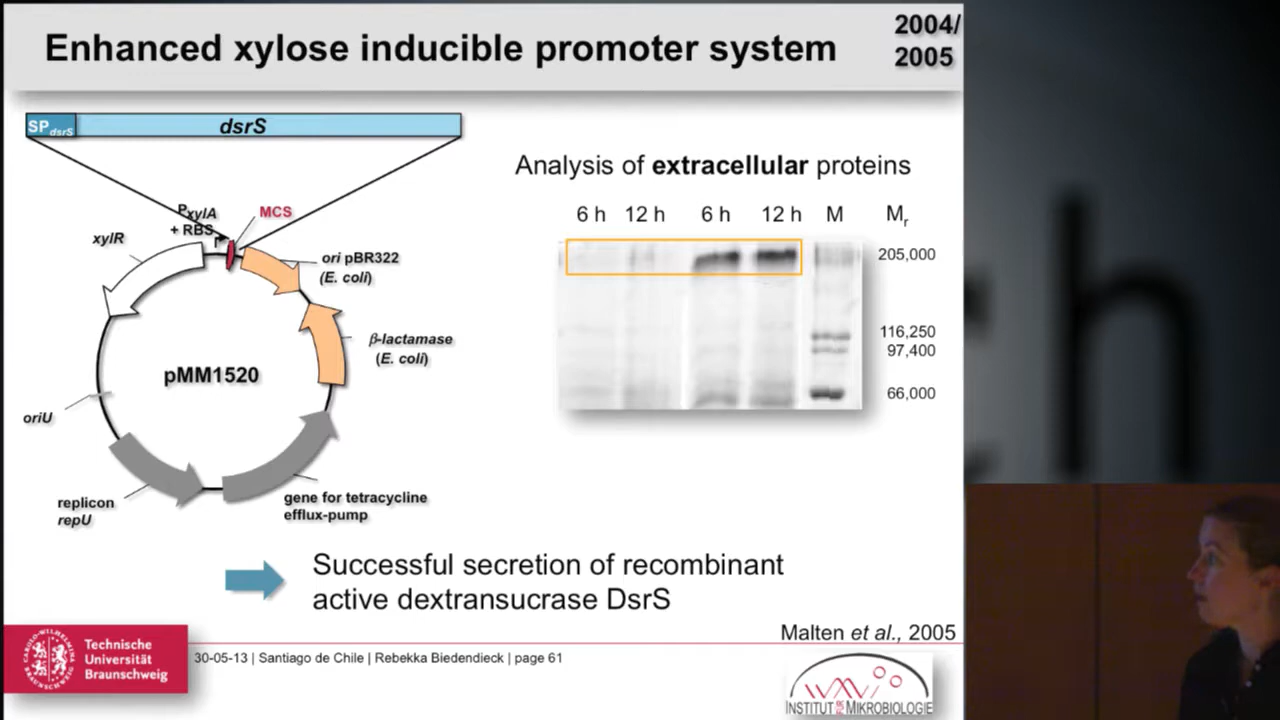 Enhanced xylose inducible promoter system
2004/
2005
SPdsrS
dsrS
PxylA
+ RBS
MCS
xylR
ori pBR322
(E. coli)
β-lactamase
(E. coli)
pMM1520
oriU
replicon
repU
gene for tetracycline
efflux-pump
Analysis of extracellular proteins
6 h 12 h 6 h 12 h M Mr
205,000
116,250
97,400
66,000
Successful secretion of recombinant
active dextransucrase DsrS
Malten et al., 2005
Technische
Universität
Braunschweig
30-05-13 | Santiago de Chile | Rebekka Biedendieck | page 61
INSTITUT FÜR MIKROBIOLOGIE
h